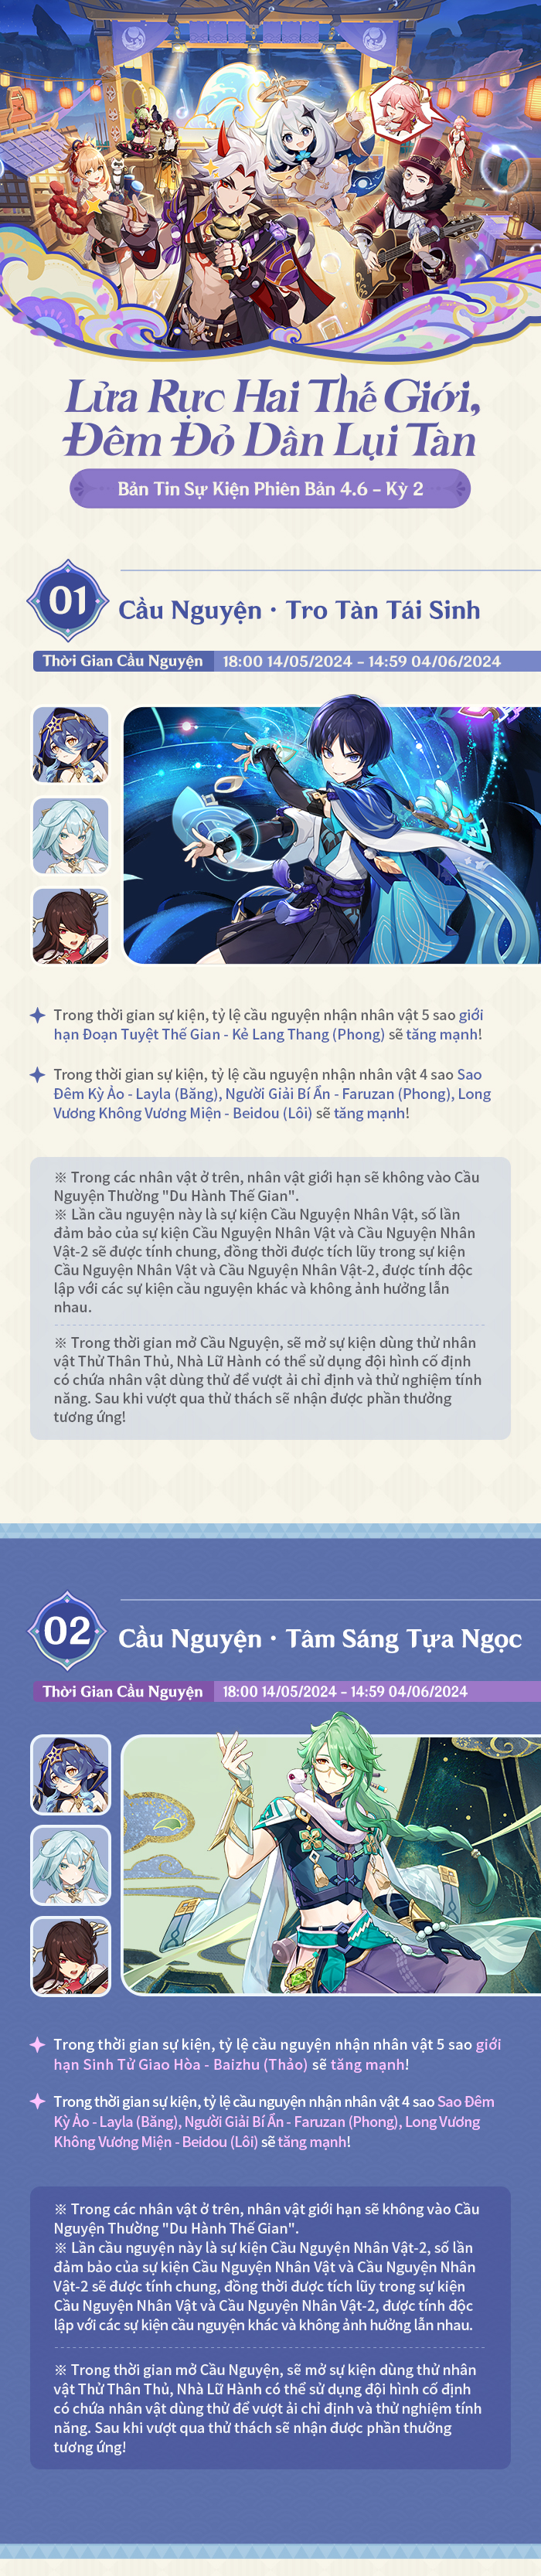 Lửa Rực Hai Thế Giới,
Đêm Đỏ Dần Lụi Tàn
Bản Tin Sự Kiện Phiên Bản 4.6 – Kỳ 2
01
Cầu Nguyện · Tro Tàn Tái Sinh
Thời Gian Cầu Nguyện 18:00 14/05/2024 – 14:59 04/06/2024
Trong thời gian sự kiện, tỷ lệ cầu nguyện nhận nhân vật 5 sao giới
hạn Đoạn Tuyệt Thế Gian - Kẻ Lang Thang (Phong) sẽ tăng mạnh!
Trong thời gian sự kiện, tỷ lệ cầu nguyện nhận nhân vật 4 sao Sao
Đêm Kỳ Ảo - Layla (Băng), Người Giải Bí Ẩn - Faruzan (Phong), Long
Vương Không Vương Miện - Beidou (Lôi) sẽ tăng mạnh!
※ Trong các nhân vật ở trên, nhân vật giới hạn sẽ không vào Cầu
Nguyện Thường "Du Hành Thế Gian".
※ Lần cầu nguyện này là sự kiện Cầu Nguyện Nhân Vật, số lần
đảm bảo của sự kiện Cầu Nguyện Nhân Vật và Cầu Nguyện Nhân
Vật-2 sẽ được tính chung, đồng thời được tích lũy trong sự kiện
Cầu Nguyện Nhân Vật và Cầu Nguyện Nhân Vật-2, được tính độc
lập với các sự kiện cầu nguyện khác và không ảnh hưởng lẫn
nhau.
※ Trong thời gian mở Cầu Nguyện, sẽ mở sự kiện dùng thử nhân
vật Thử Thân Thủ, Nhà Lữ Hành có thể sử dụng đội hình cố định
có chứa nhân vật dùng thử để vượt ải chỉ định và thử nghiệm tính
năng. Sau khi vượt qua thử thách sẽ nhận được phần thưởng
tương ứng!
02
Cầu Nguyện · Tâm Sáng Tựa Ngọc
Thời Gian Cầu Nguyện 18:00 14/05/2024 – 14:59 04/06/2024
Trong thời gian sự kiện, tỷ lệ cầu nguyện nhận nhân vật 5 sao giới
hạn Sinh Tử Giao Hòa - Baizhu (Thảo) sẽ tăng mạnh!
Trong thời gian sự kiện, tỷ lệ cầu nguyện nhận nhân vật 4 sao Sao Đêm
Kỳ Ảo - Layla (Băng), Người Giải Bí Ẩn - Faruzan (Phong), Long Vương
Không Vương Miện - Beidou (Lôi) sẽ tăng mạnh!
※ Trong các nhân vật ở trên, nhân vật giới hạn sẽ không vào Cầu
Nguyện Thường "Du Hành Thế Gian".
※ Lần cầu nguyện này là sự kiện Cầu Nguyện Nhân Vật-2, số lần
đảm bảo của sự kiện Cầu Nguyện Nhân Vật và Cầu Nguyện Nhân
Vật-2 sẽ được tính chung, đồng thời được tích lũy trong sự kiện
Cầu Nguyện Nhân Vật và Cầu Nguyện Nhân Vật-2, được tính độc
lập với các sự kiện cầu nguyện khác và không ảnh hưởng lẫn nhau.
※ Trong thời gian mở Cầu Nguyện, sẽ mở sự kiện dùng thử nhân
vật Thử Thân Thủ, Nhà Lữ Hành có thể sử dụng đội hình cố định
có chứa nhân vật dùng thử để vượt ải chỉ định và thử nghiệm tính
năng. Sau khi vượt qua thử thách sẽ nhận được phần thưởng
tương ứng!